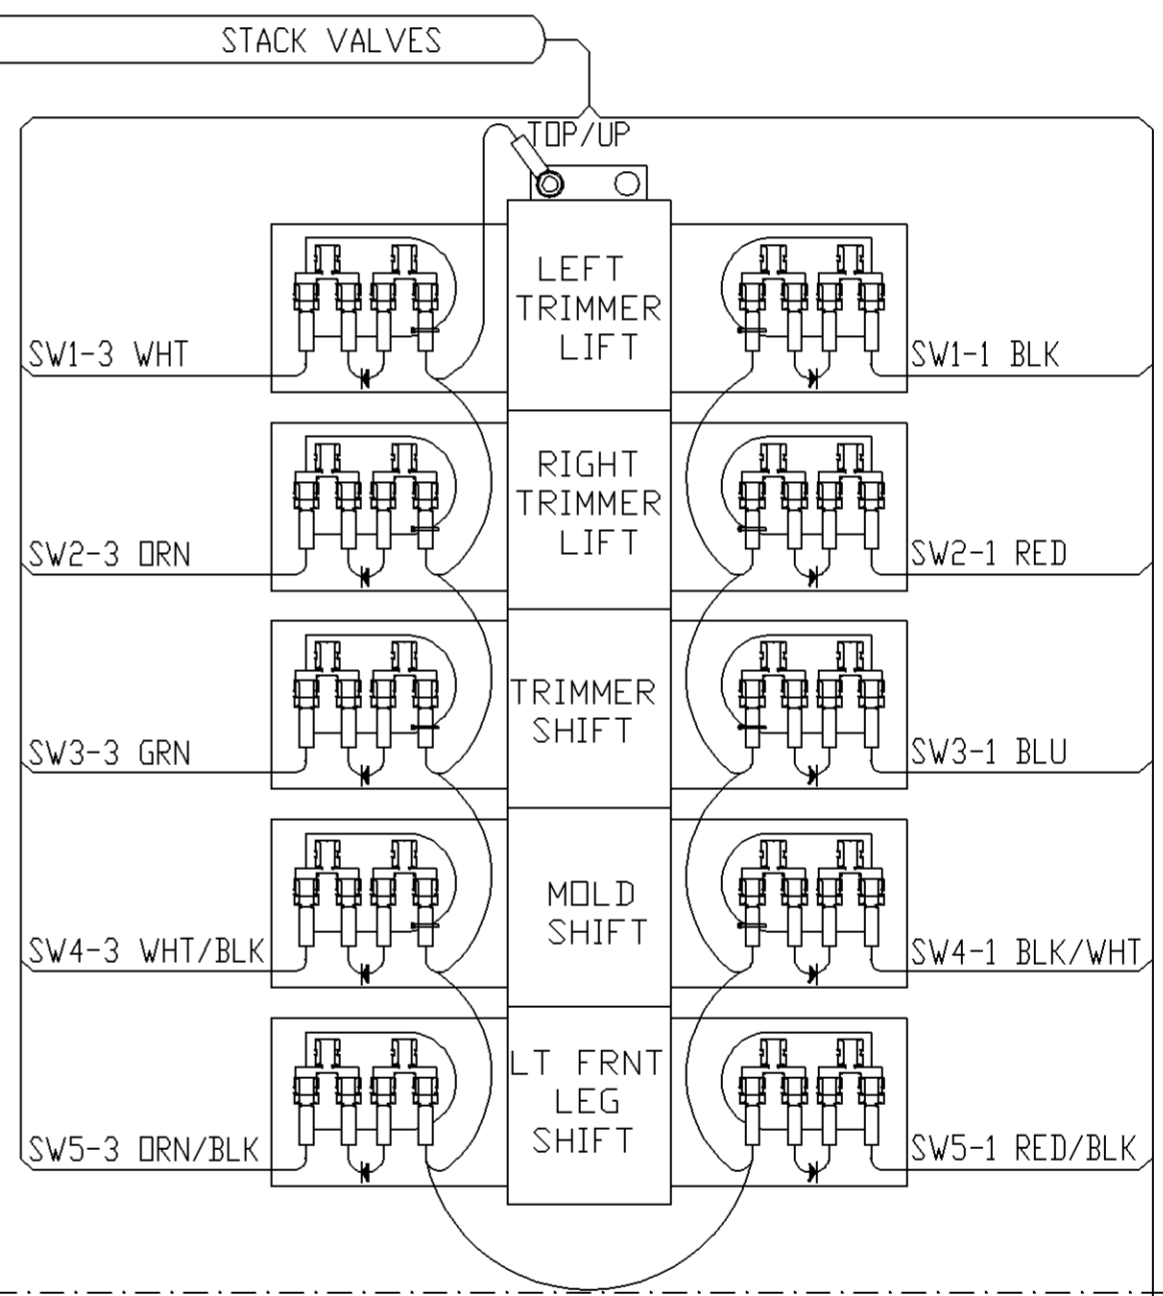 STACK VALVES
TOP/UP
LEFT
TRIMMER
LIFT
SW1-3 WHT
SW1-1 BLK
RIGHT
TRIMMER
LIFT
SW2-3 ORN
SW2-1 RED
TRIMMER
SHIFT
SW3-3 GRN
SW3-1 BLU
MOLD
SHIFT
SW4-3 WHT/BLK
SW4-1 BLK/WHT
LT FRNT
LEG
SHIFT
SW5-3 ORN/BLK
SW5-1 RED/BLK